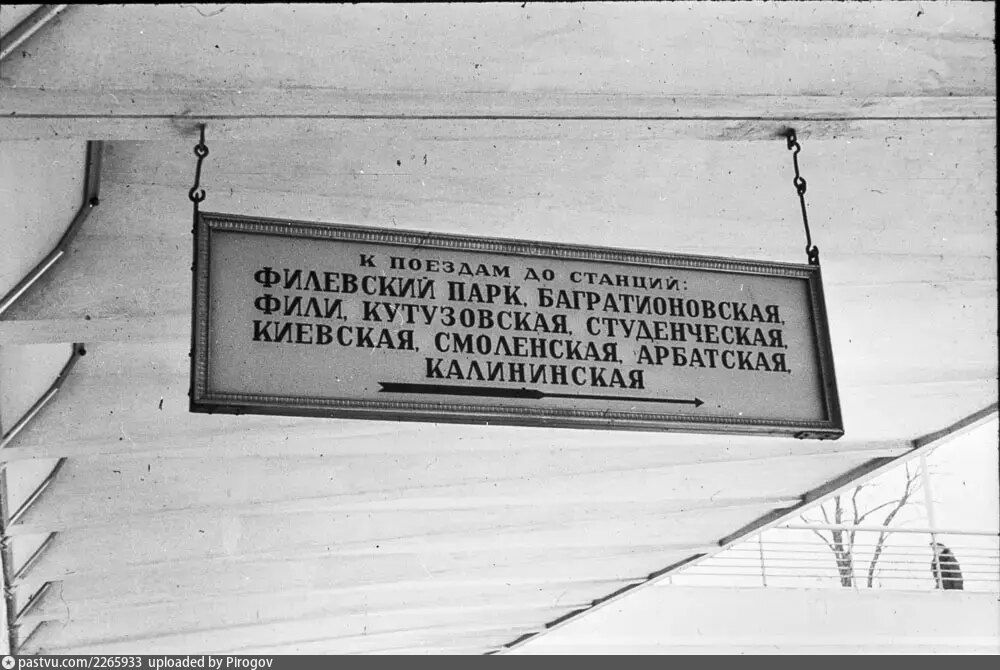 К ПОЕЗДАМ ДО СТАНЦИЙ:
ФИЛЕВСКИЙ ПАРК, БАГРАТИОНОВСКАЯ,
ФИЛИ, КУТУЗОВСКАЯ, СТУДЕНЧЕСКАЯ,
КИЕВСКАЯ, СМОЛЕНСКАЯ, АРБАТСКАЯ,
КАЛИНИНСКАЯ
pastvu.com/2265933 uploaded by Pirogov